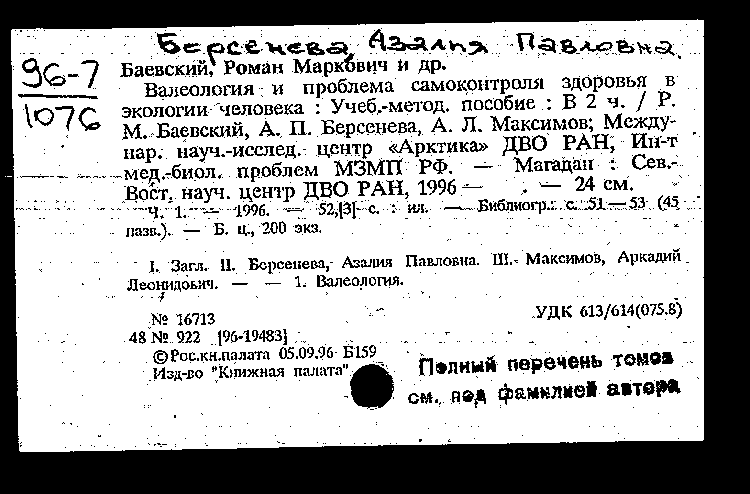 Берсенева, Азалия Павловна.
96-7
1076
Баевский, Роман Маркович и др.
Валеология и проблема самоконтроля здоровья в
экологии человека : Учеб.-метод. пособие : В 2 ч. / Р.
М. Баевский, А. П. Берсенева, А. Л. Максимов; Между-
нар. науч.-исслед. центр «Арктика» ДВО РАН, Ин-т
мед.-биол. проблем МЗМП РФ. — Магадан : Сев.-
Вост. науч. центр ДВО РАН, 1996 — . — 24 см.
Ч. 1. — 1996. — 52,[3] с. : ил. — Библиогр.: с. 51—53 (45
назв.). — Б. ц., 200 экз.
I. Загл. II. Берсенева, Азалия Павловна. III. Максимов, Аркадий
Леонидович. — — 1. Валеология.
№ 16713
УДК 613/614(075.8)
48 № 922 [96-19483]
©Рос.кн.палата 05.09.96 Б159
Изд-во "Книжная палата"
Полный перечень томов
см. под фамилией автора